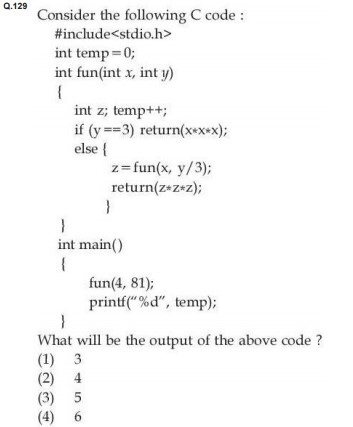 Q.129
Consider the following C code :
#include<stdio.h>
int temp=0;
int fun(int x, int y)
{
int z; temp++;
if (y==3) return(x*x*x);
else {
z=fun(x, y/3);
return(z*z*z);
}
}
int main()
{
fun(4, 81);
printf("%d", temp);
}
What will be the output of the above code ?
(1) 3
(2) 4
(3) 5
(4) 6